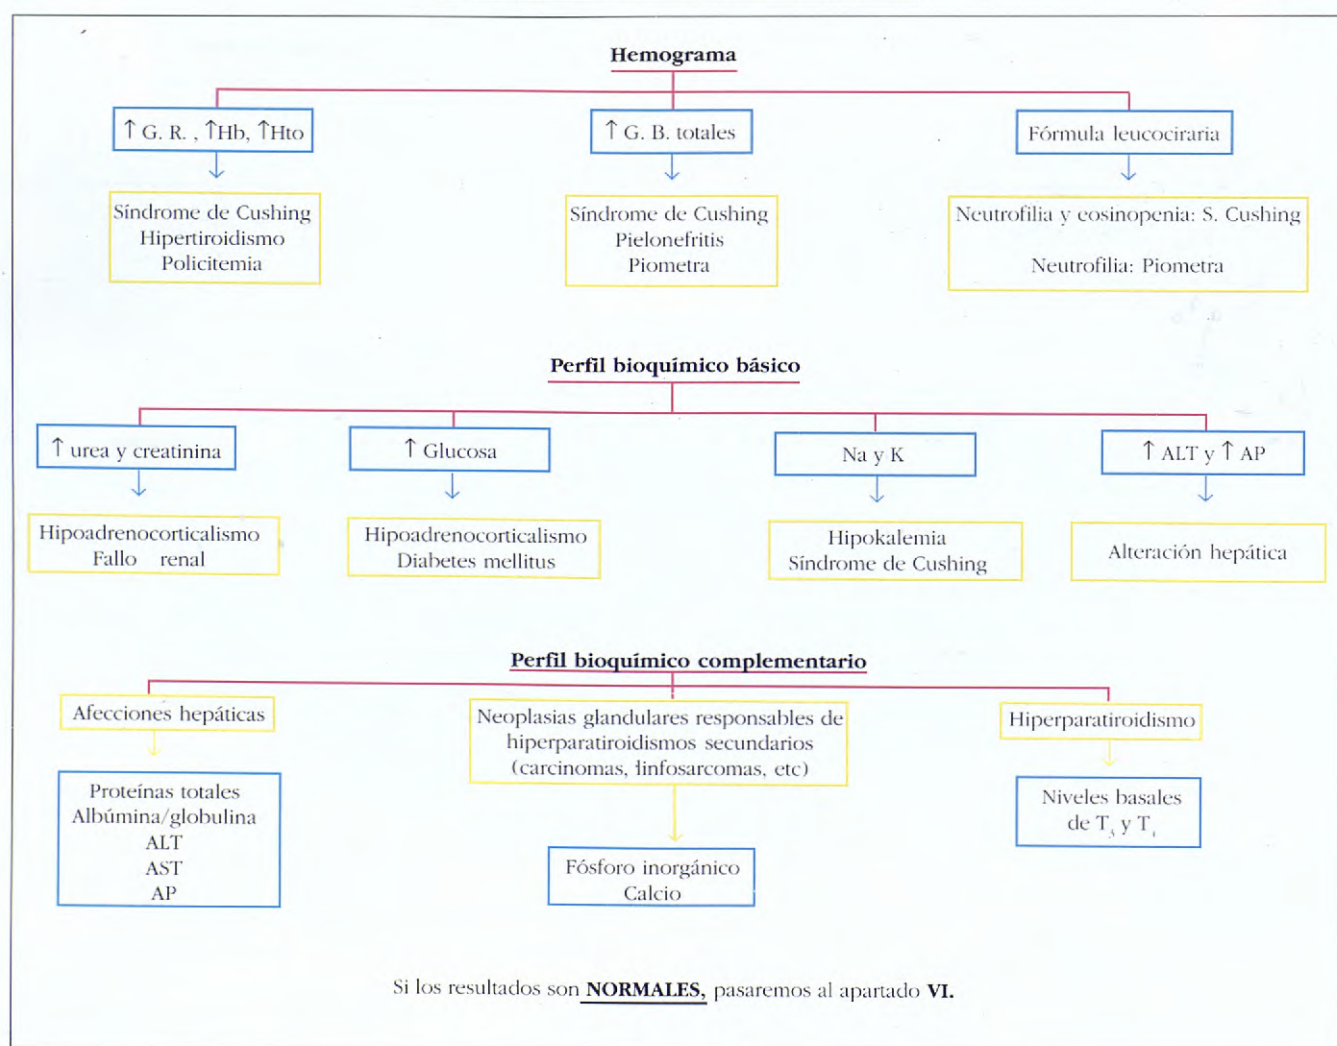 Hemograma
↑ G. R. , ↑Hb, ↑Hto
↑ G. B. totales
Fórmula leucociraria
Síndrome de Cushing
Hipertiroidismo
Policitemia
Síndrome de Cushing
Pielonefritis
Piometra
Neutrofilia y eosinopenia: S. Cushing
Neutrofilia: Piometra
Perfil bioquímico básico
↑ urea y creatinina
↑ Glucosa
Na y K
↑ ALT y ↑ AP
Hipoadrenocorticalismo
Fallo renal
Hipoadrenocorticalismo
Diabetes mellitus
Hipokalemia
Síndrome de Cushing
Alteración hepática
Perfil bioquímico complementario
Afecciones hepáticas
Neoplasias glandulares responsables de
hiperparatiroidismos secundarios
(carcinomas, linfosarcomas, etc)
Hiperparatiroidismo
Proteínas totales
Albúmina/globulina
ALT
AST
AP
Fósforo inorgánico
Calcio
Niveles basales
de T₃ y T₄
Si los resultados son NORMALES, pasaremos al apartado VI.